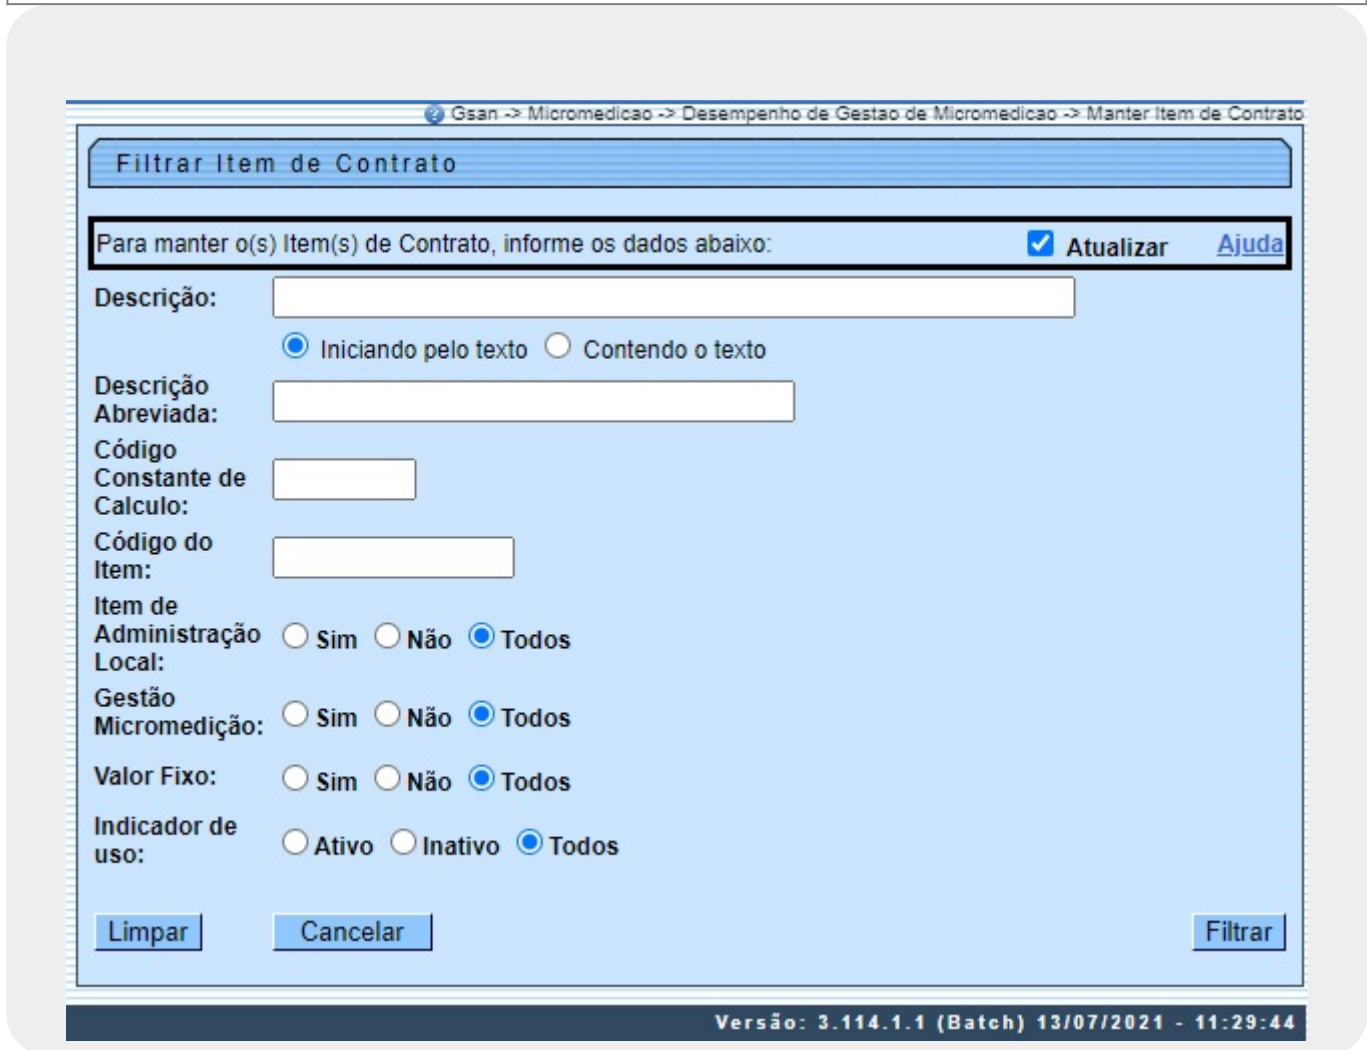 Gsan -> Micromedicao -> Desempenho de Gestao de Micromedicao -> Manter Item de Contrato
Filtrar Item de Contrato
Para manter o(s) Item(s) de Contrato, informe os dados abaixo: Atualizar Ajuda
Descrição:
Iniciando pelo texto Contendo o texto
Descrição
Abreviada:
Código
Constante de
Calculo:
Código do
Item:
Item de
Administração
Local:
Sim Não Todos
Gestão
Micromedição:
Sim Não Todos
Valor Fixo: Sim Não Todos
Indicador de
uso:
Ativo Inativo Todos
Limpar Cancelar Filtrar
Versão: 3.114.1.1 (Batch) 13/07/2021 - 11:29:44